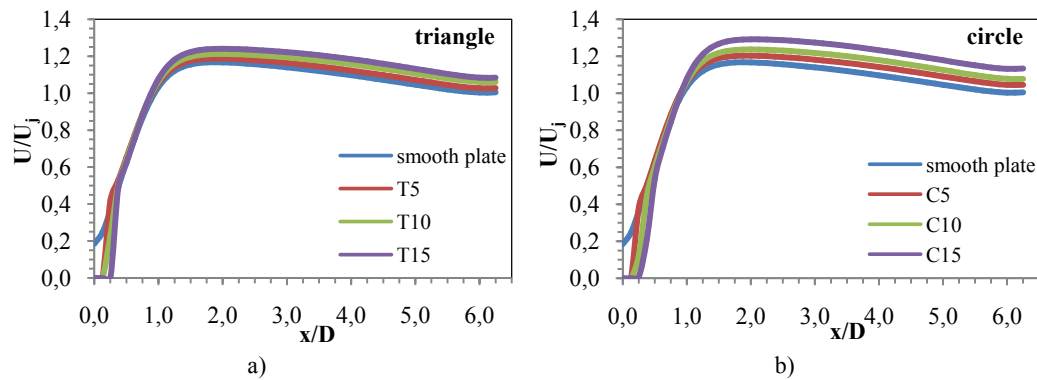 triangle
U/Uj
1,4
1,2
1,0
0,8
0,6
0,4
0,2
0,0
smooth plate
T5
T10
T15
0,0 1,0 2,0 3,0 4,0 5,0 6,0
x/D
a)
circle
U/Uj
1,4
1,2
1,0
0,8
0,6
0,4
0,2
0,0
smooth plate
C5
C10
C15
0,0 1,0 2,0 3,0 4,0 5,0 6,0
x/D
b)